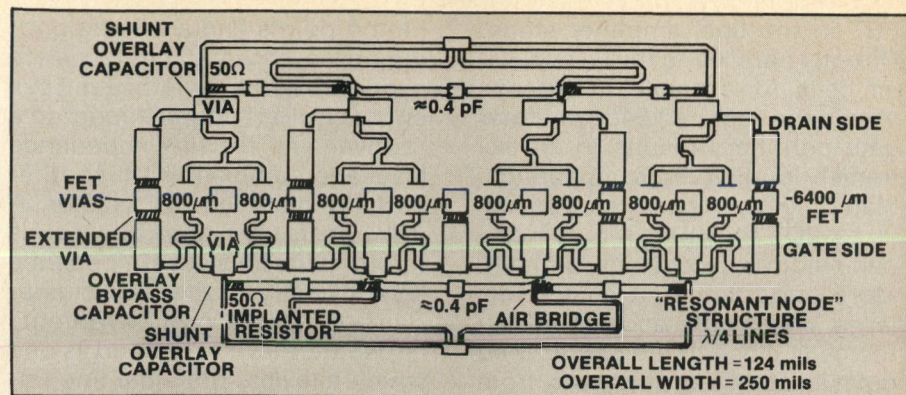 SHUNT
OVERLAY
CAPACITOR
50Ω
VIA
≈0.4 pF
DRAIN SIDE
FET
VIAS
800μm 800μm 800μm 800μm 800μm 800μm 800μm 800μm
-6400 μm
FET
EXTENDED
VIA
VIA
GATE SIDE
OVERLAY
BYPASS
CAPACITOR
50Ω
IMPLANTED
RESISTOR
≈0.4 pF
AIR BRIDGE
"RESONANT NODE"
STRUCTURE
λ/4 LINES
SHUNT
OVERLAY
CAPACITOR
OVERALL LENGTH = 124 mils
OVERALL WIDTH = 250 mils